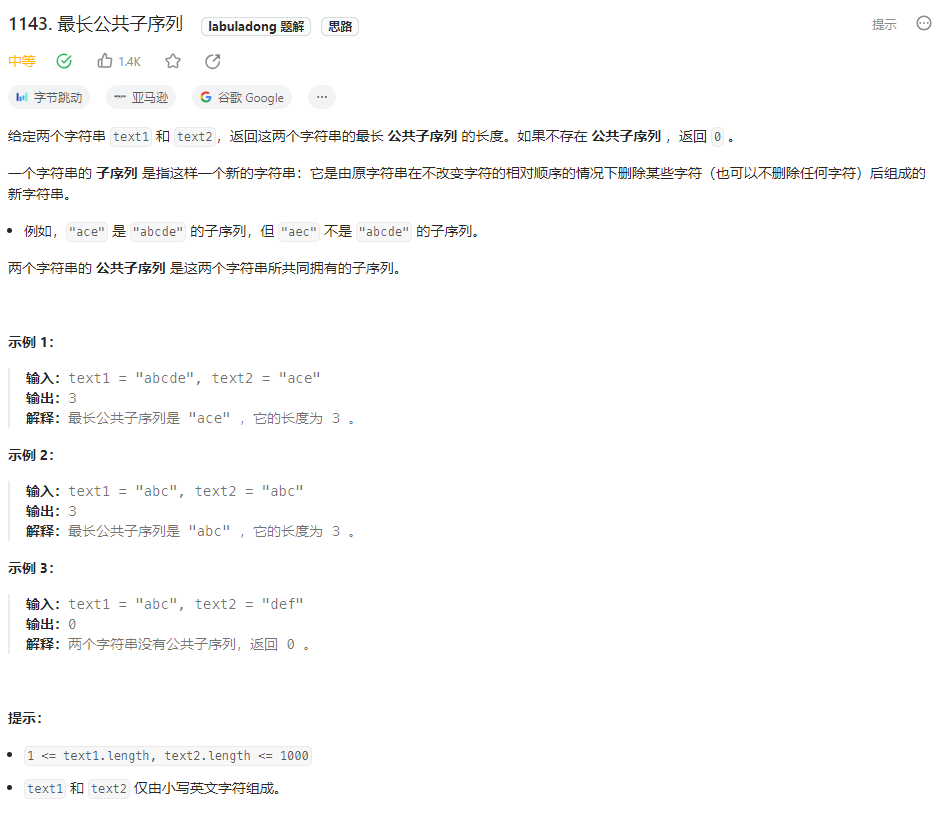 1143. 最长公共子序列 labuladong 题解 思路 提示
中等 1.4K
字节跳动 亚马逊 谷歌 Google ···
给定两个字符串 text1 和 text2，返回这两个字符串的最长 公共子序列 的长度。如果不存在 公共子序列 ，返回 0 。
一个字符串的 子序列 是指这样一个新的字符串：它是由原字符串在不改变字符的相对顺序的情况下删除某些字符（也可以不删除任何字符）后组成的
新字符串。
• 例如，"ace" 是 "abcde" 的子序列，但 "aec" 不是 "abcde" 的子序列。
两个字符串的 公共子序列 是这两个字符串所共同拥有的子序列。
示例 1：
输入：text1 = "abcde", text2 = "ace"
输出：3
解释：最长公共子序列是 "ace" ，它的长度为 3 。
示例 2：
输入：text1 = "abc", text2 = "abc"
输出：3
解释：最长公共子序列是 "abc" ，它的长度为 3 。
示例 3：
输入：text1 = "abc", text2 = "def"
输出：0
解释：两个字符串没有公共子序列，返回 0 。
提示：
• 1 <= text1.length, text2.length <= 1000
• text1 和 text2 仅由小写英文字符组成。